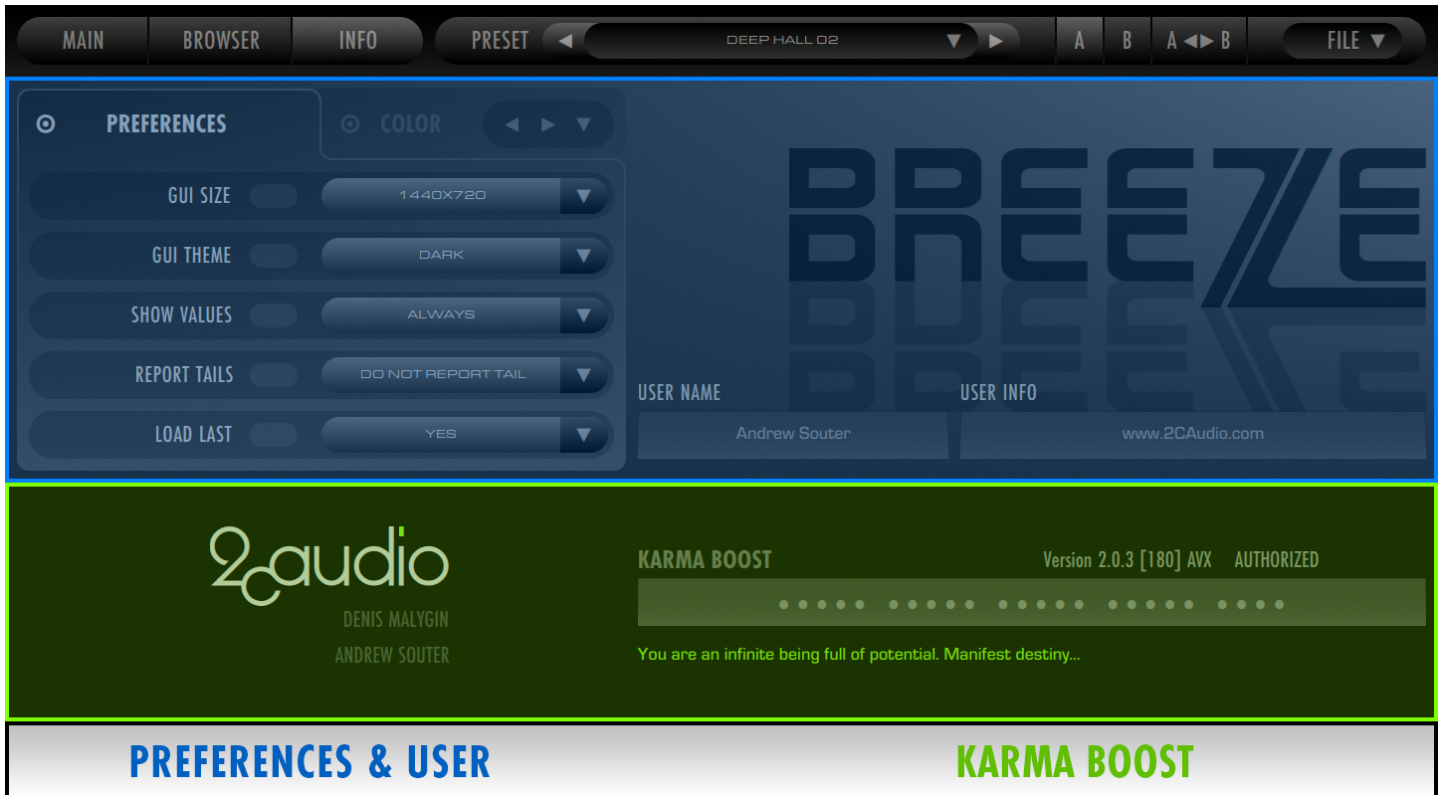 MAIN BROWSER INFO PRESET DEEP HALL 02 A B A ◀▶ B FILE
PREFERENCES COLOR
GUI SIZE 1440X720
GUI THEME DARK
SHOW VALUES ALWAYS
REPORT TAILS DO NOT REPORT TAIL
LOAD LAST YES
BREEZE
USER NAME USER INFO
Andrew Souter www.2CAudio.com
2caudio
DENIS MALYGIN
ANDREW SOUTER
KARMA BOOST Version 2.0.3 [180] AVX AUTHORIZED
••••• ••••• ••••• ••••• ••••
You are an infinite being full of potential. Manifest destiny...
PREFERENCES & USER KARMA BOOST